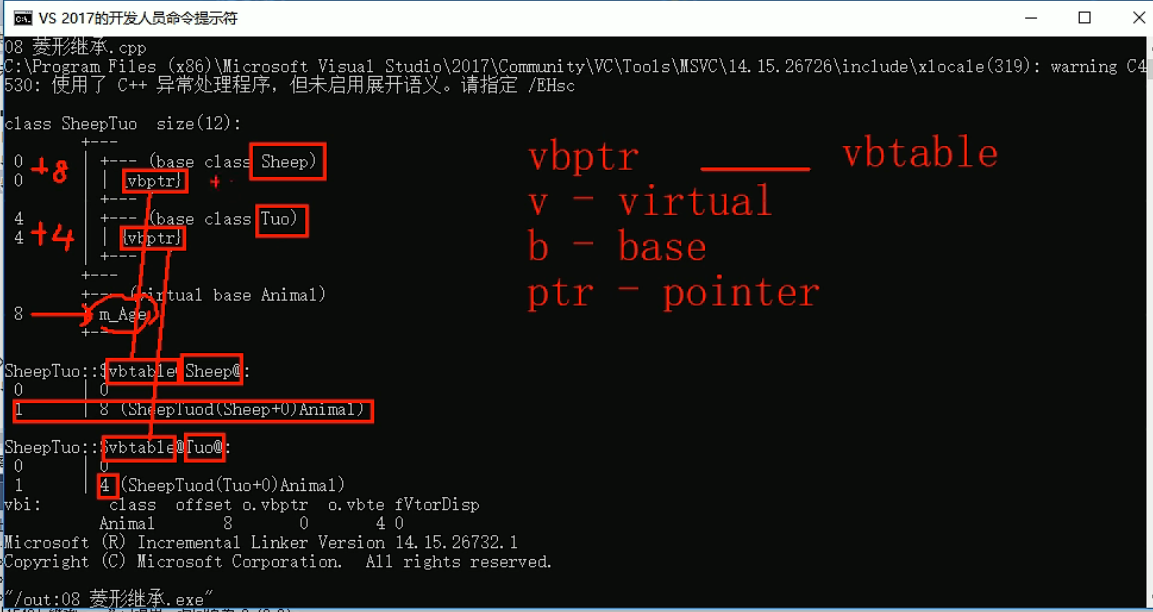 VS 2017的开发人员命令提示符
08 菱形继承.cpp
C:\Program Files (x86)\Microsoft Visual Studio\2017\Community\VC\Tools\MSVC\14.15.26726\include\xlocale(319): warning C4
530: 使用了 C++ 异常处理程序，但未启用展开语义。请指定 /EHsc
class SheepTuo  size(12):
+---
0 +8 | +--- (base class Sheep)
0 | | {vbptr} +
| +---
4 +4 | +--- (base class Tuo)
4 | | {vbptr}
| +---
+---
+--- (virtual base Animal)
8 | m_Age
+---
vbptr _____ vbtable
v - virtual
b - base
ptr - pointer
SheepTuo::$vbtable@Sheep@:
0 | 0
1 | 8 (SheepTuod(Sheep+0)Animal)
SheepTuo::$vbtable@Tuo@:
0 | 0
1 | 4 (SheepTuod(Tuo+0)Animal)
vbi: class offset o.vbptr o.vbte fVtorDisp
Animal 8 0 4 0
Microsoft (R) Incremental Linker Version 14.15.26732.1
Copyright (C) Microsoft Corporation.  All rights reserved.
"/out:08 菱形继承.exe"